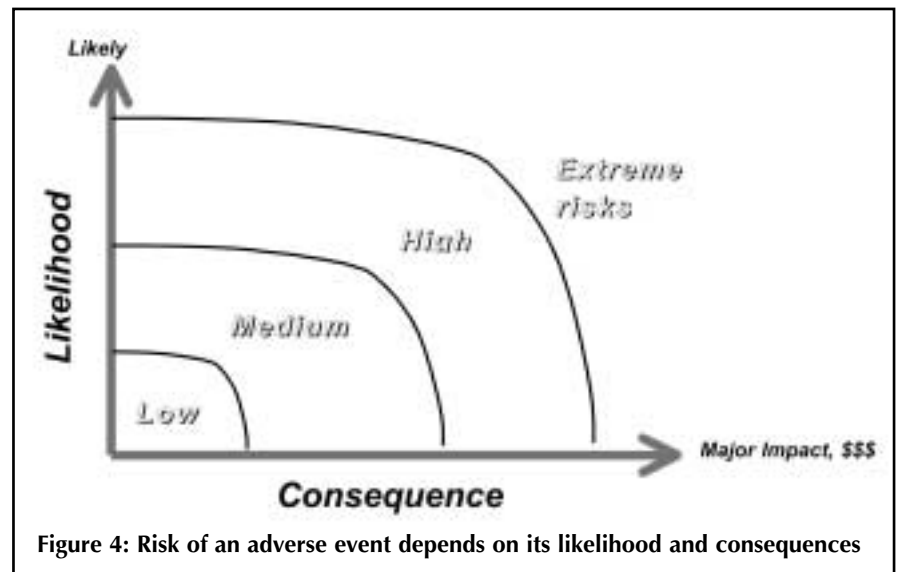 Likely
Extreme
risks
High
Likelihood
Medium
Low
Major Impact, $$$
Consequence
Figure 4: Risk of an adverse event depends on its likelihood and consequences